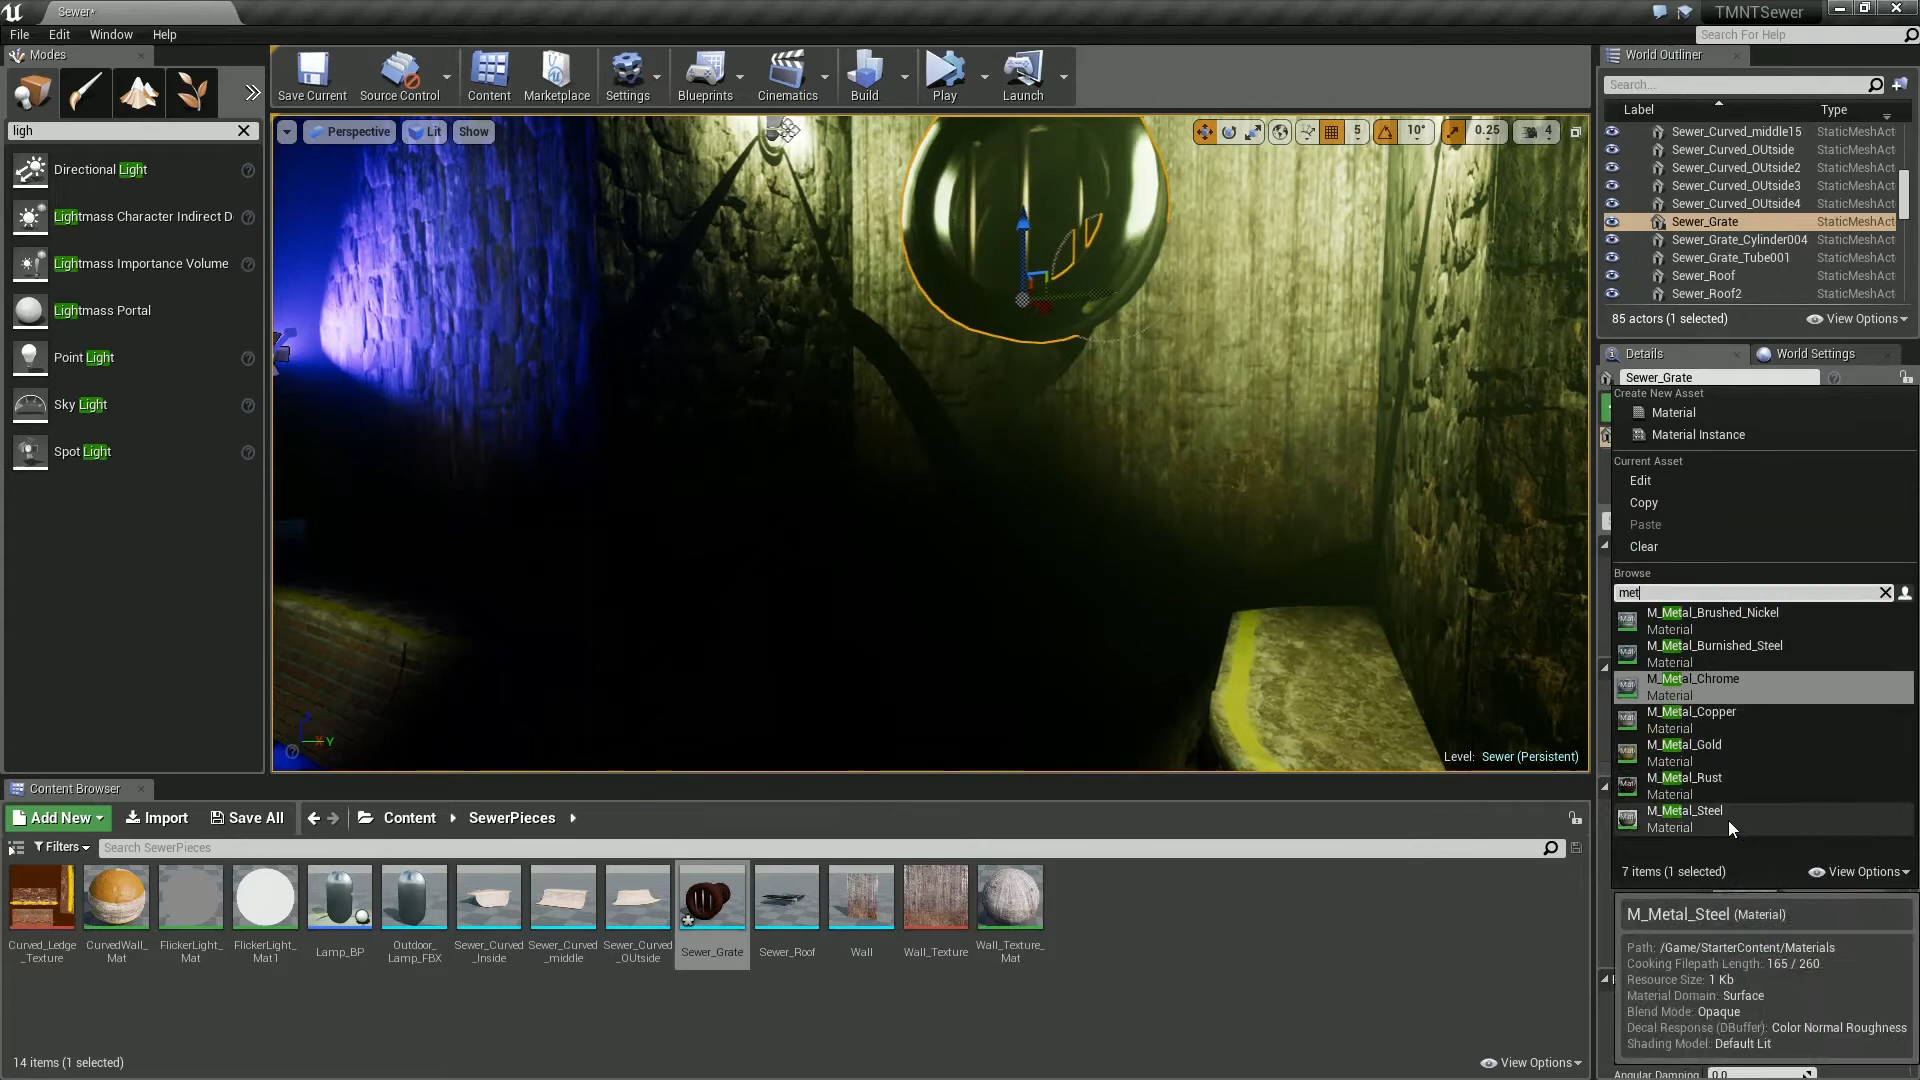 Sewer*
TMNTSewer
File Edit Window Help
Search For Help
Modes
ligh
Directional Light
Lightmass Character Indirect D
Lightmass Importance Volume
Lightmass Portal
Point Light
Sky Light
Spot Light
Save Current
Source Control
Content
Marketplace
Settings
Blueprints
Cinematics
Build
Play
Launch
Perspective Lit Show
5 10° 0.25 4
Level: Sewer (Persistent)
World Outliner
Search...
Label Type
Sewer_Curved_middle15 StaticMeshAct
Sewer_Curved_OUtside StaticMeshAct
Sewer_Curved_OUtside2 StaticMeshAct
Sewer_Curved_OUtside3 StaticMeshAct
Sewer_Curved_OUtside4 StaticMeshAct
Sewer_Grate StaticMeshAct
Sewer_Grate_Cylinder004 StaticMeshAct
Sewer_Grate_Tube001 StaticMeshAct
Sewer_Roof StaticMeshAct
Sewer_Roof2 StaticMeshAct
85 actors (1 selected) View Options
Details World Settings
Sewer_Grate
Create New Asset
Material
Material Instance
Current Asset
Edit
Copy
Paste
Clear
Browse
met
M_Metal_Brushed_Nickel
Material
M_Metal_Burnished_Steel
Material
M_Metal_Chrome
Material
M_Metal_Copper
Material
M_Metal_Gold
Material
M_Metal_Rust
Material
M_Metal_Steel
Material
7 items (1 selected) View Options
M_Metal_Steel (Material)
Path: /Game/StarterContent/Materials
Cooking Filepath Length: 165 / 260
Resource Size: 1 Kb
Material Domain: Surface
Blend Mode: Opaque
Decal Response (DBuffer): Color Normal Roughness
Shading Model: Default Lit
Angular Damping 0.0
Content Browser
Add New Import Save All Content SewerPieces
Filters Search SewerPieces
Curved_Ledge
_Texture
CurvedWall_
Mat
FlickerLight_
Mat
FlickerLight_
Mat1
Lamp_BP
Outdoor_
Lamp_FBX
Sewer_Curved
_Inside
Sewer_Curved
_middle
Sewer_Curved
_OUtside
Sewer_Grate
Sewer_Roof
Wall
Wall_Texture
Wall_Texture_
Mat
14 items (1 selected) View Options